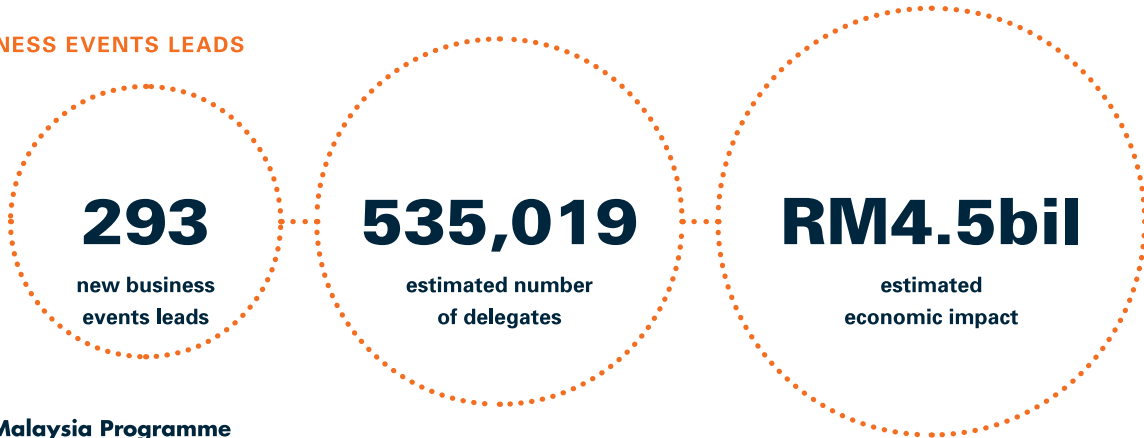 NESS EVENTS LEADS
293
new business
events leads
535,019
estimated number
of delegates
RM4.5bil
estimated
economic impact
Malaysia Programme